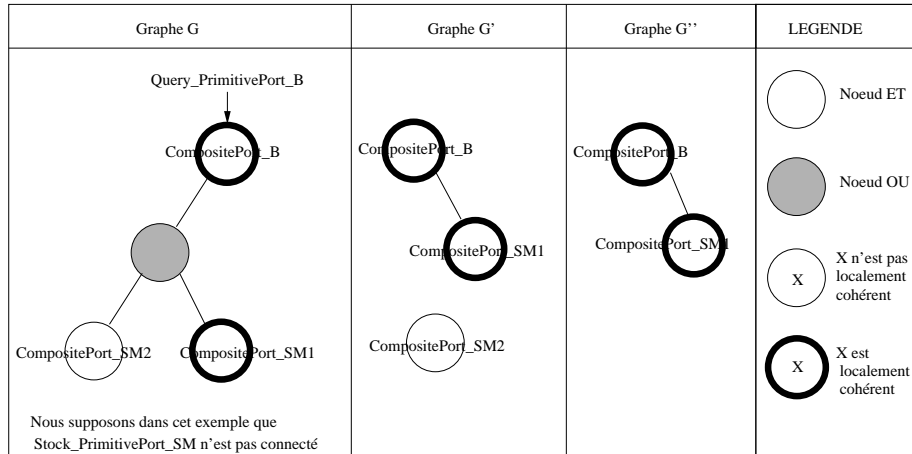 Graphe G
Graphe G'
Graphe G''
LEGENDE
Query_PrimitivePort_B
CompositePort_B
CompositePort_SM2
CompositePort_SM1
Nous supposons dans cet exemple que
Stock_PrimitivePort_SM n'est pas connecté
CompositePort_B
CompositePort_SM1
CompositePort_SM2
CompositePort_B
CompositePort_SM1
Noeud ET
Noeud OU
X
X n'est pas
localement
cohérent
X
X est
localement
cohérent